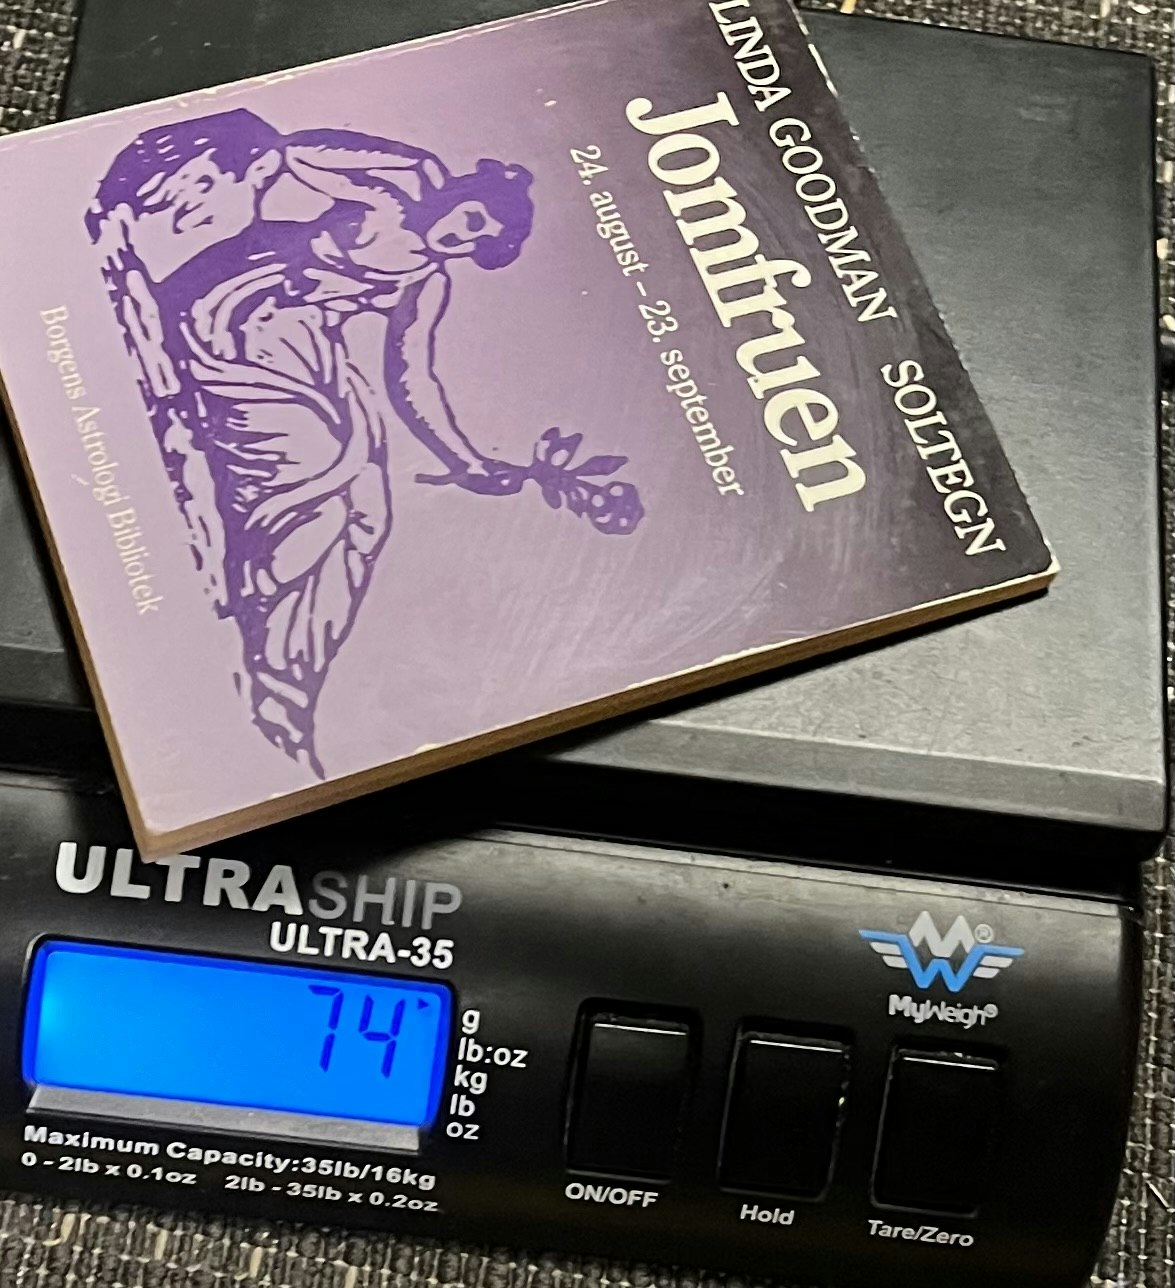 LINDA GOODMAN SOLTEGN
Jomfruen
24. august – 23. september
Borgens Astrologi Bibliotek
ULTRASHIP
ULTRA-35
74
g
lb:oz
kg
lb
oz
Maximum Capacity:35lb/16kg
0 - 2lb x 0.1oz 2lb - 35lb x 0.2oz
MW®
MyWeigh®
ON/OFF
Hold
Tare/Zero